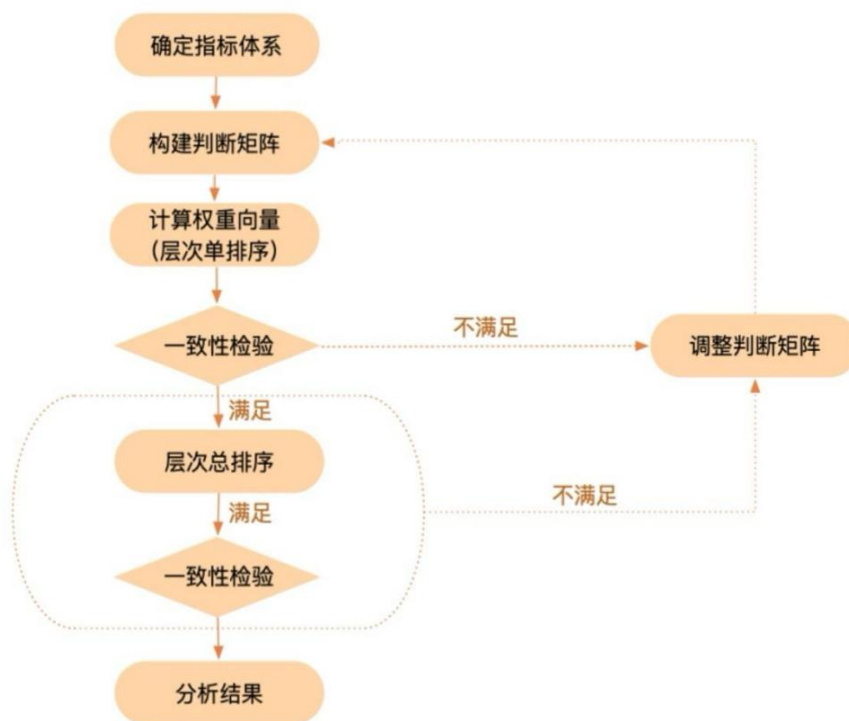 确定指标体系
构建判断矩阵
计算权重向量
（层次单排序）
一致性检验
不满足
调整判断矩阵
满足
层次总排序
不满足
满足
一致性检验
分析结果